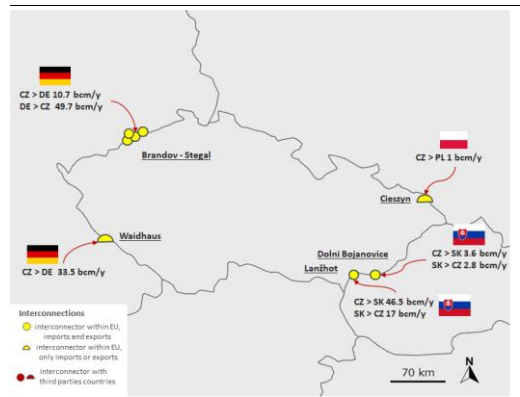 CZ > DE 10.7 bcm/y
DE > CZ 49.7 bcm/y
Brandov - Stegal
CZ > PL 1 bcm/y
Cieszyn
Waidhaus
CZ > DE 33.5 bcm/y
Dolni Bojanovice
CZ > SK 3.6 bcm/y
SK > CZ 2.8 bcm/y
Lanžhot
CZ > SK 46.5 bcm/y
SK > CZ 17 bcm/y
Interconnections
interconnector within EU,
imports and exports
interconnector within EU,
only imports or exports
interconnector with
third parties countries
70 km
N